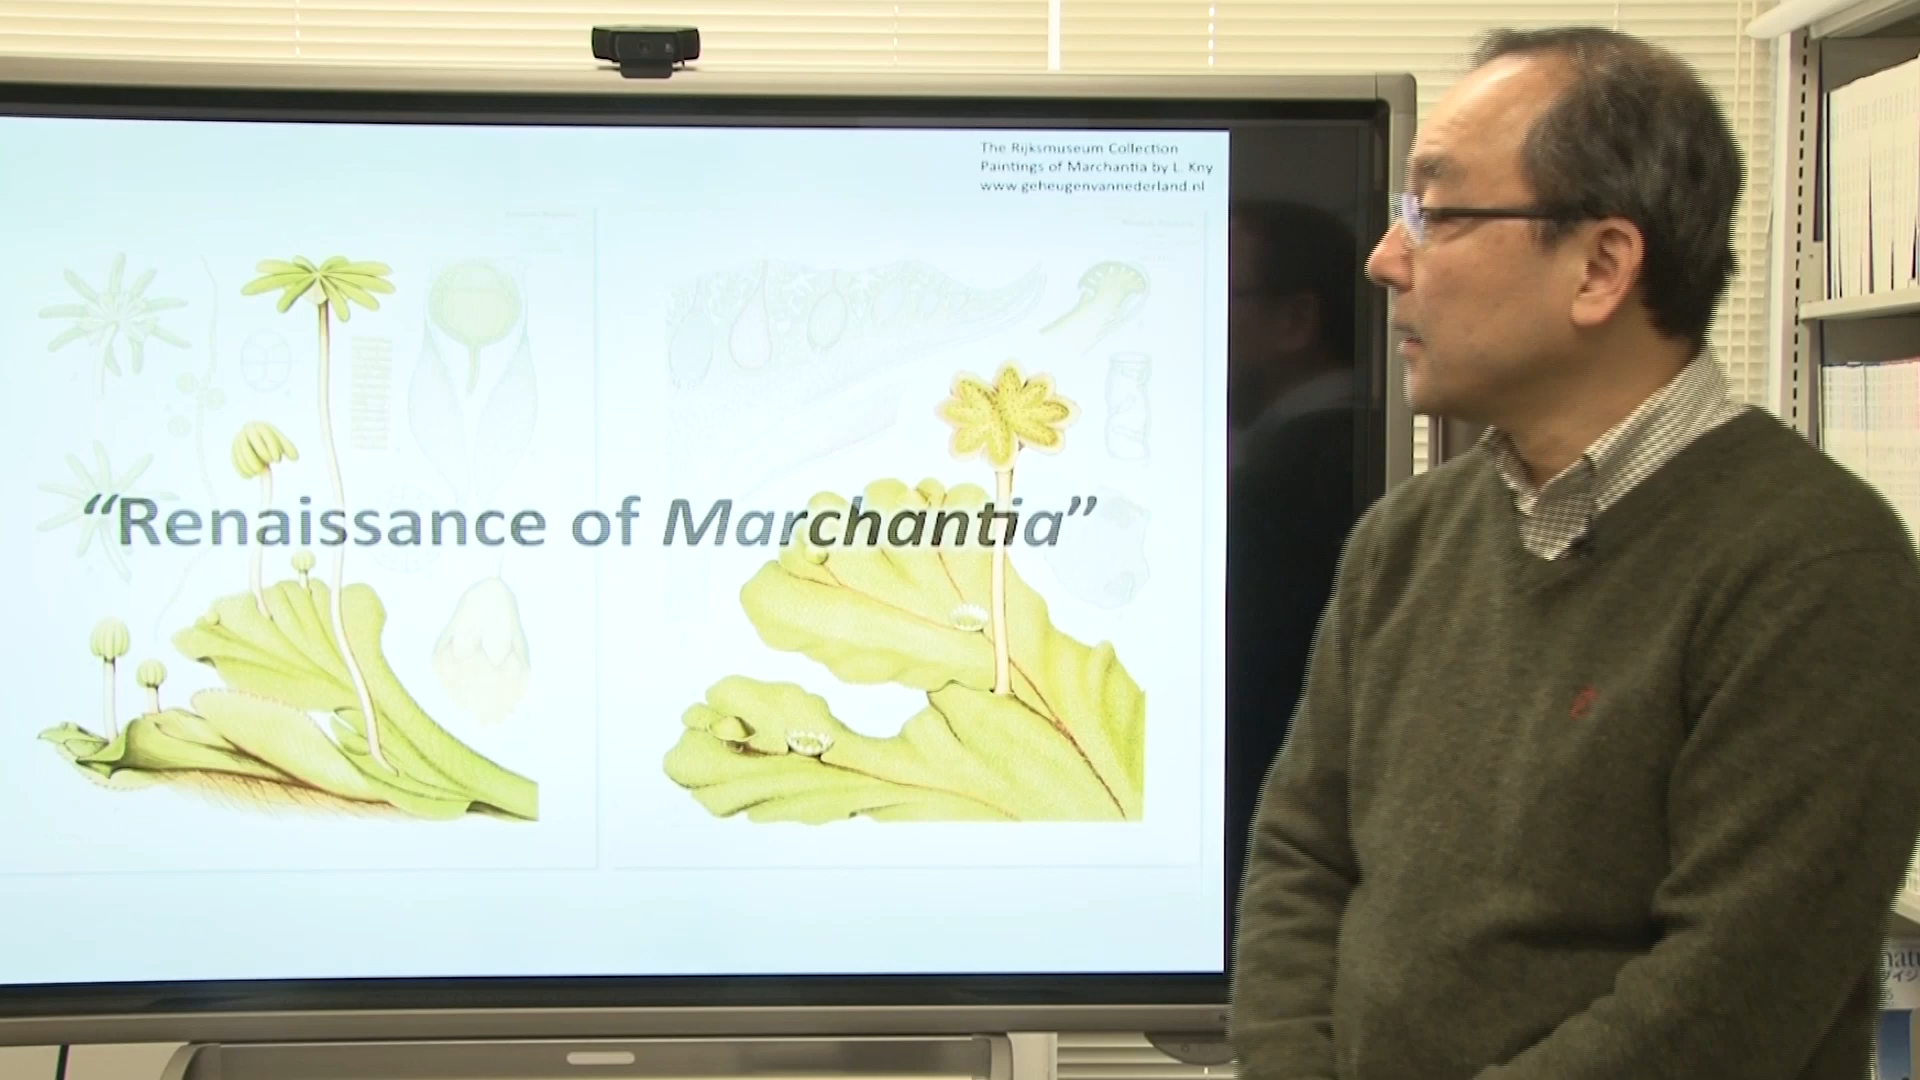 The Rijksmuseum Collection
Paintings of Marchantia by L. Kny
www.geheugenvannederland.nl
“Renaissance of Marchantia”